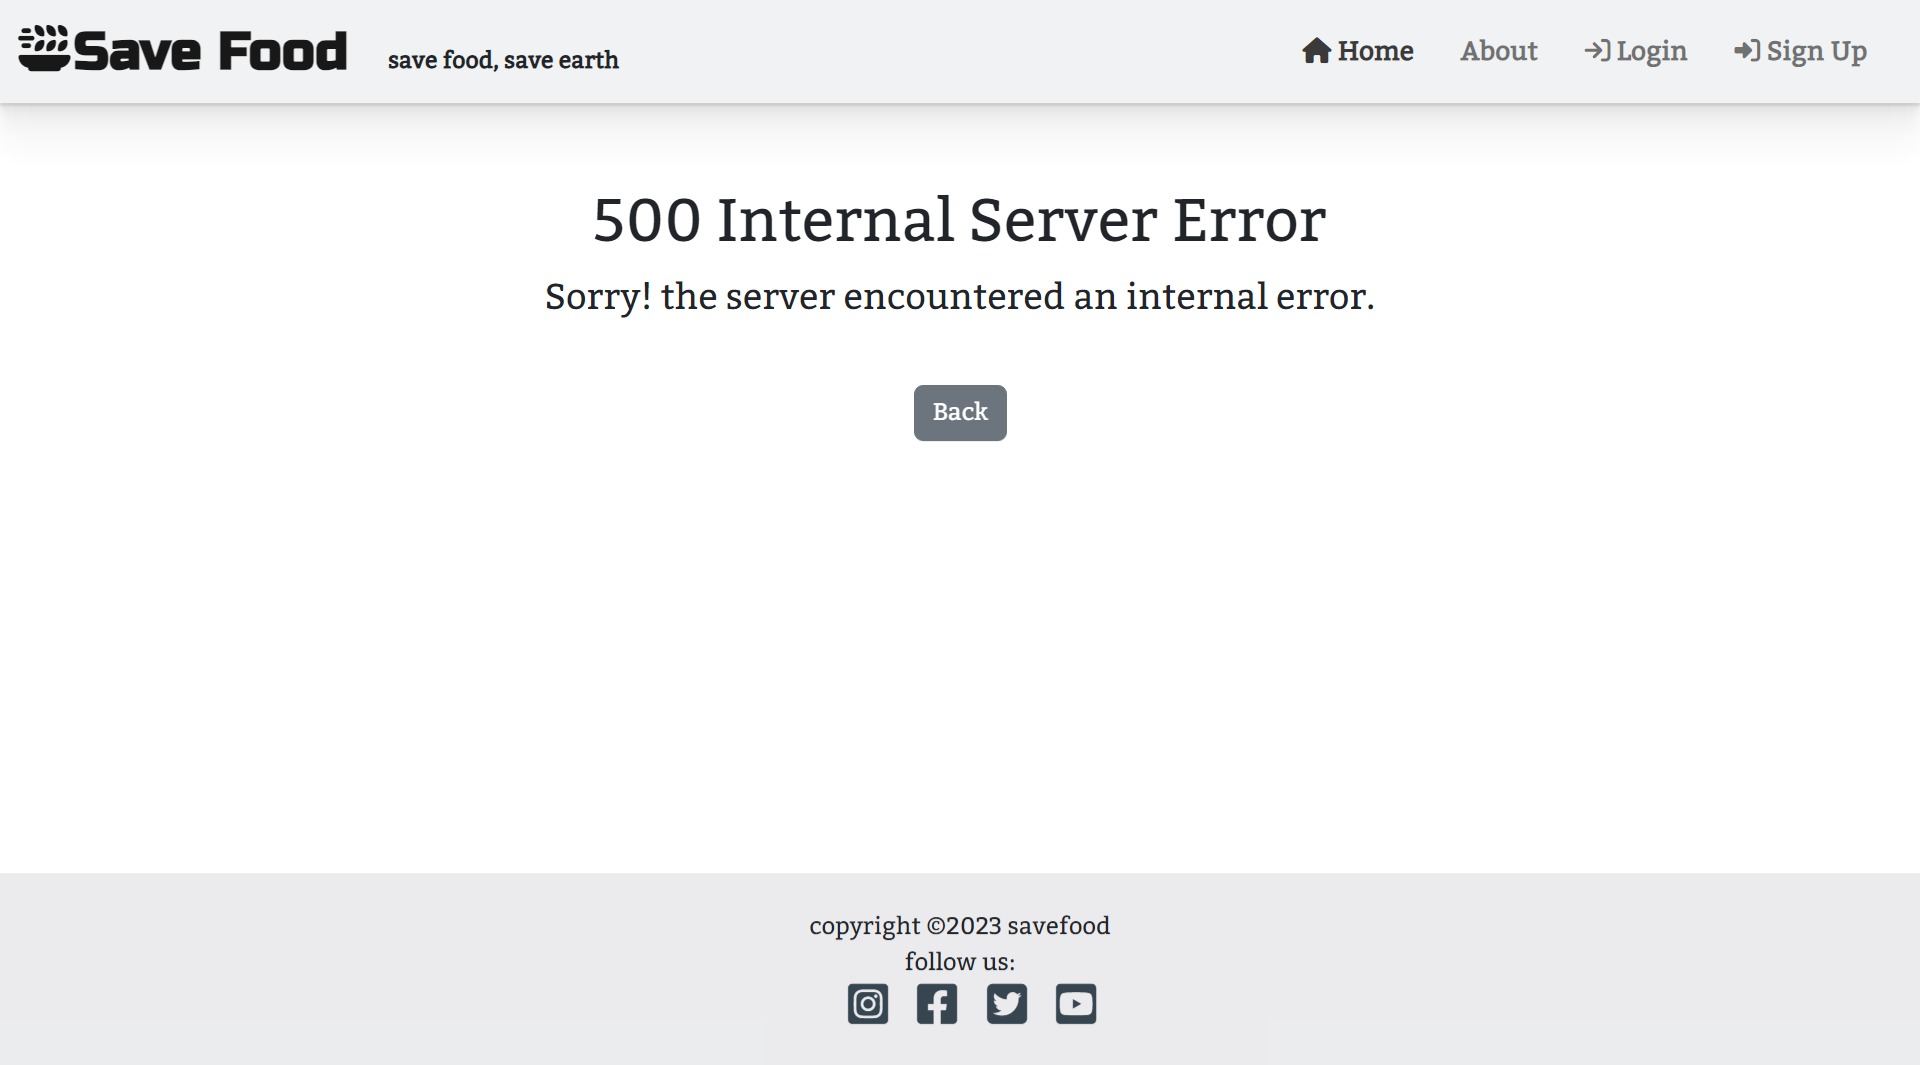 Save Food
save food, save earth
Home
About
Login
Sign Up
500 Internal Server Error
Sorry! the server encountered an internal error.
Back
copyright ©2023 savefood
follow us: